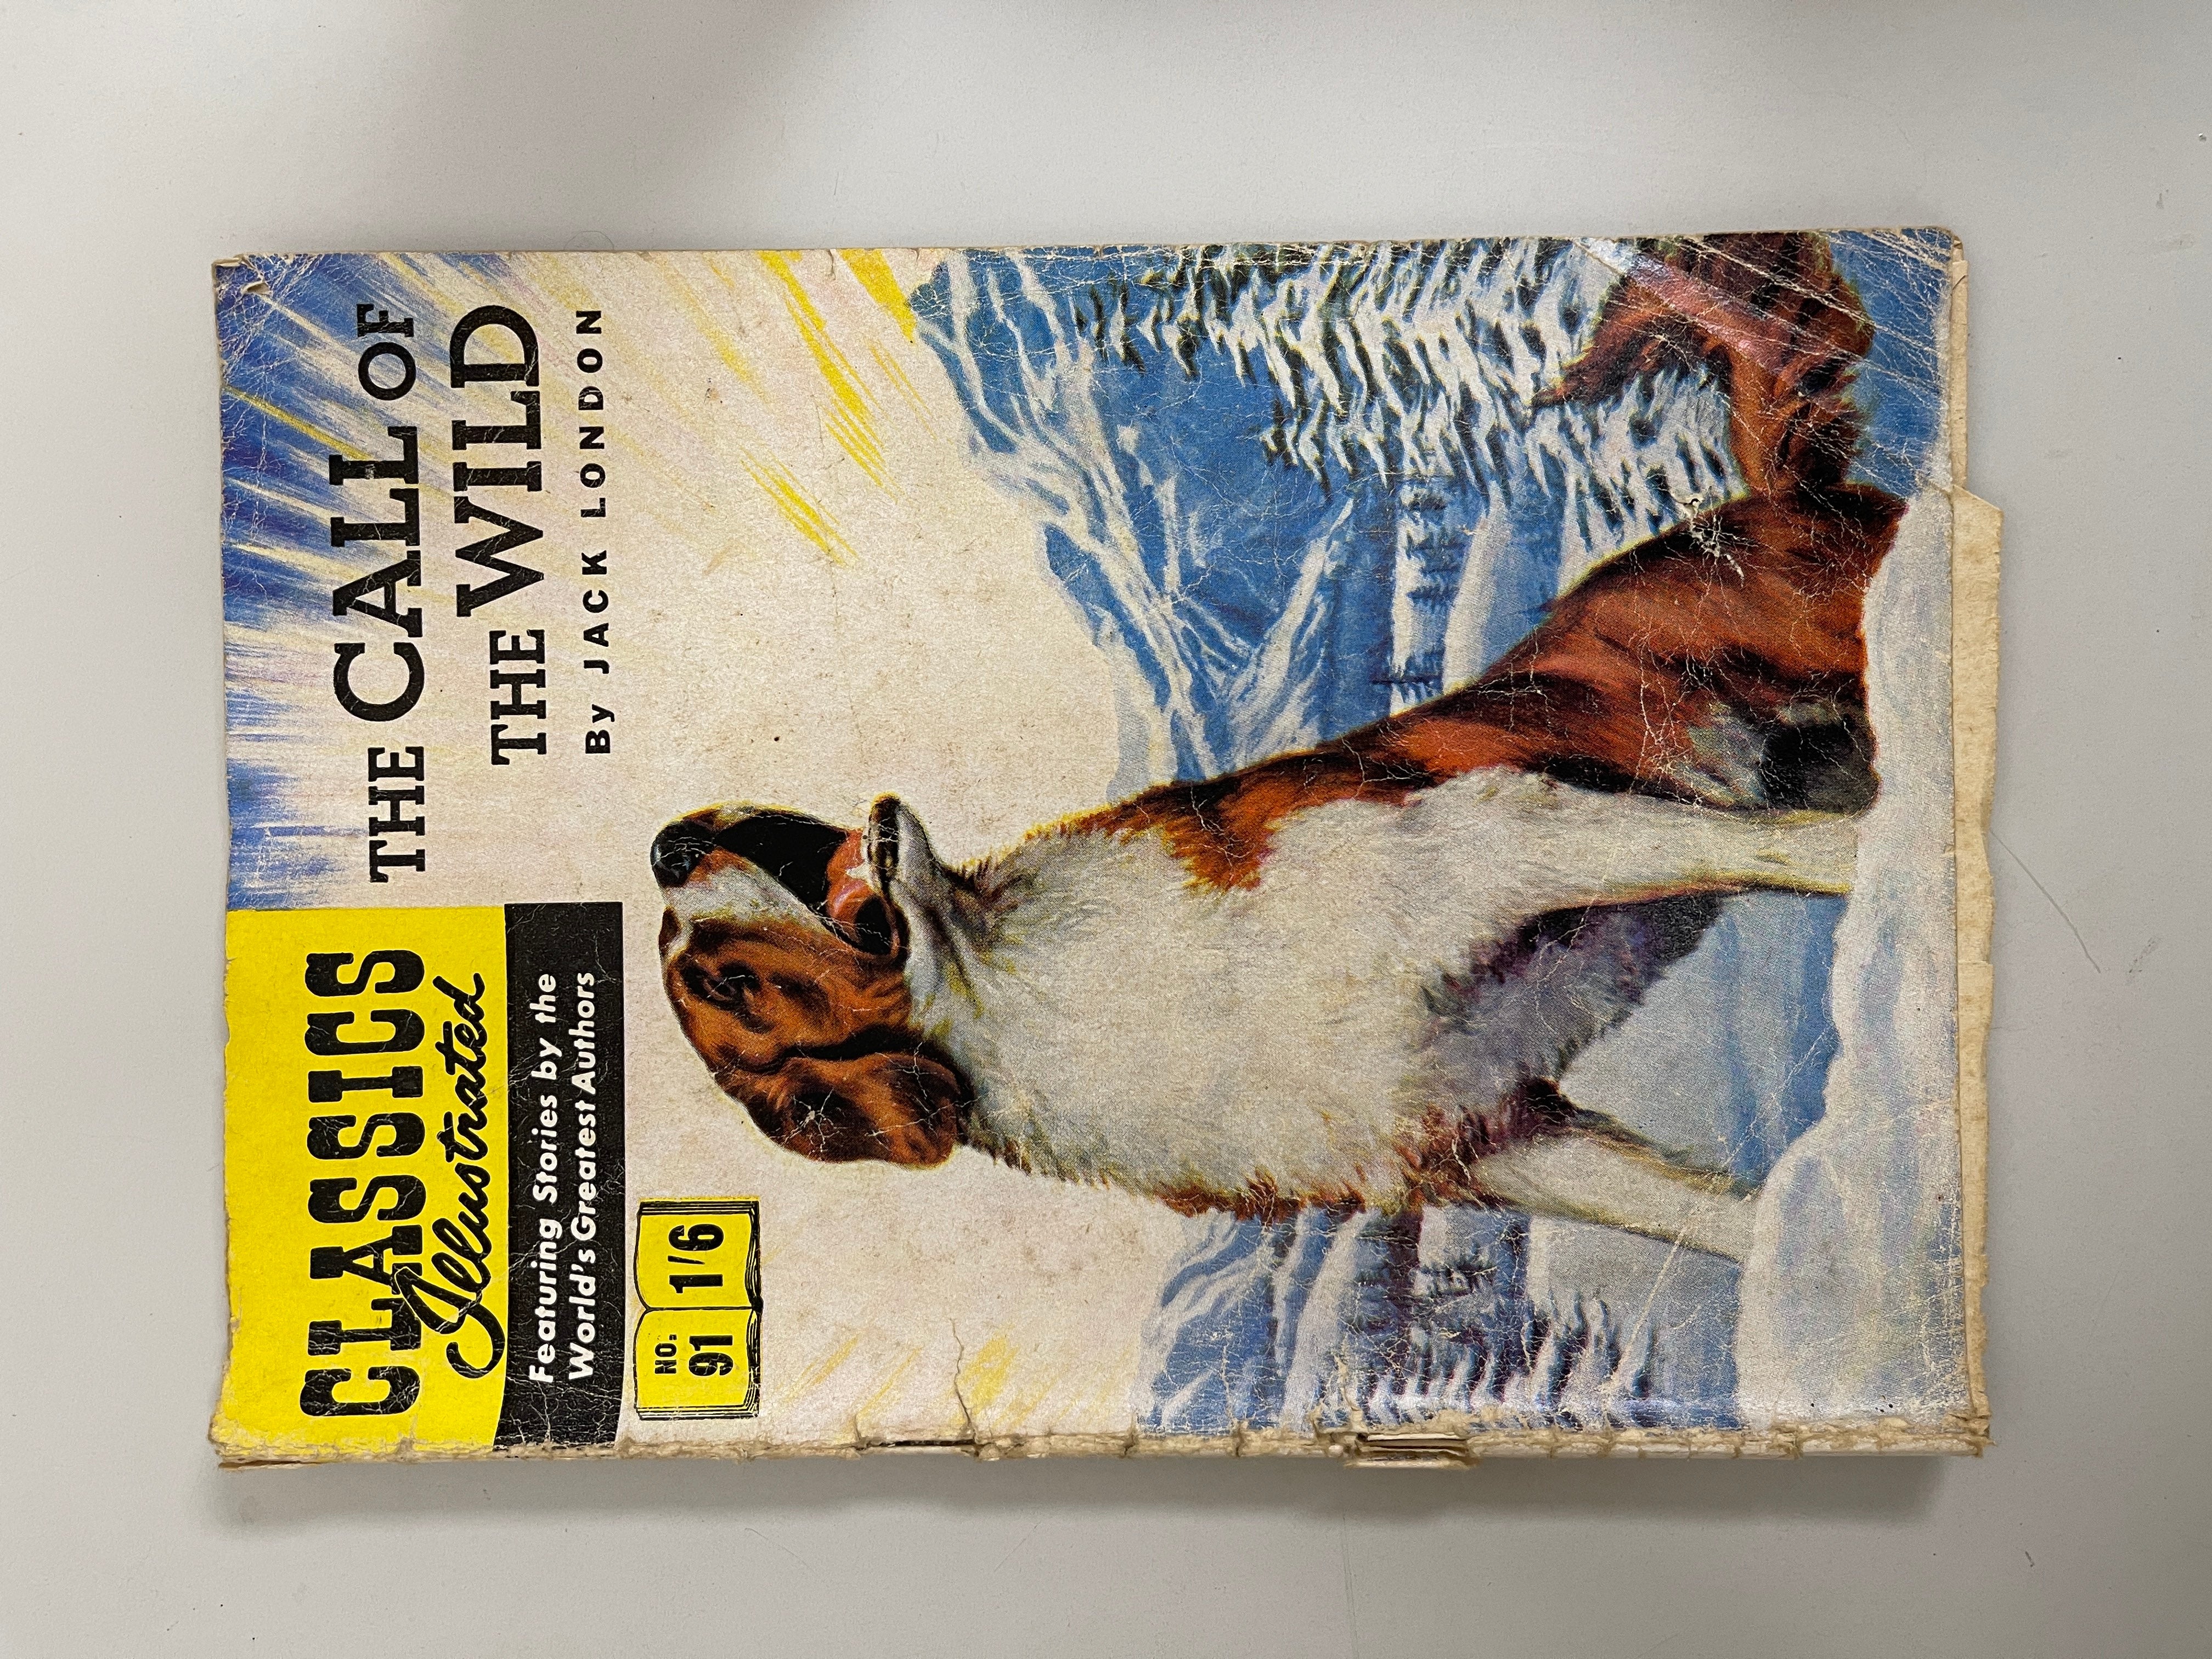 CLASSICS
Illustrated
Featuring Stories by the
World's Greatest Authors
NO.
91
1'6
THE CALL OF
THE WILD
By JACK LONDON